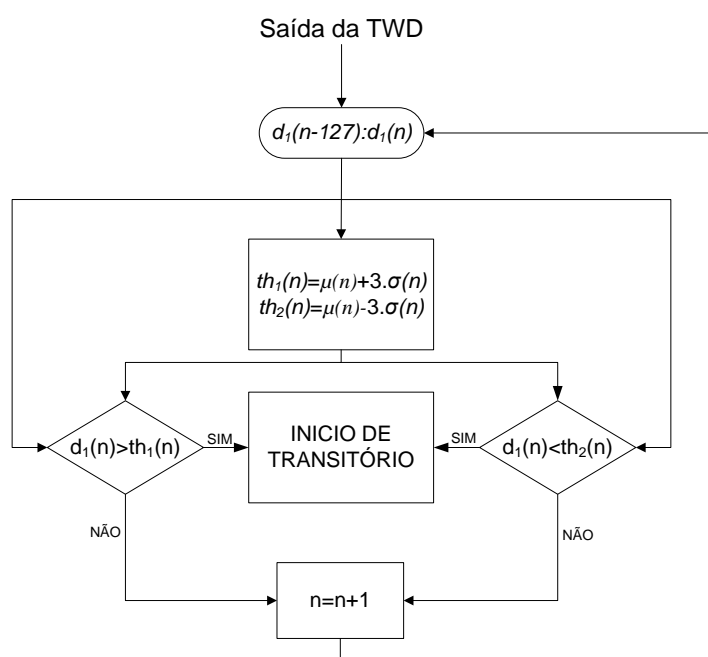 Saída da TWD
d₁(n-127):d₁(n)
th₁(n)=μ(n)+3.σ(n)
th₂(n)=μ(n)-3.σ(n)
d₁(n)>th₁(n)
SIM
INICIO DE
TRANSITÓRIO
SIM
d₁(n)<th₂(n)
NÃO
NÃO
n=n+1